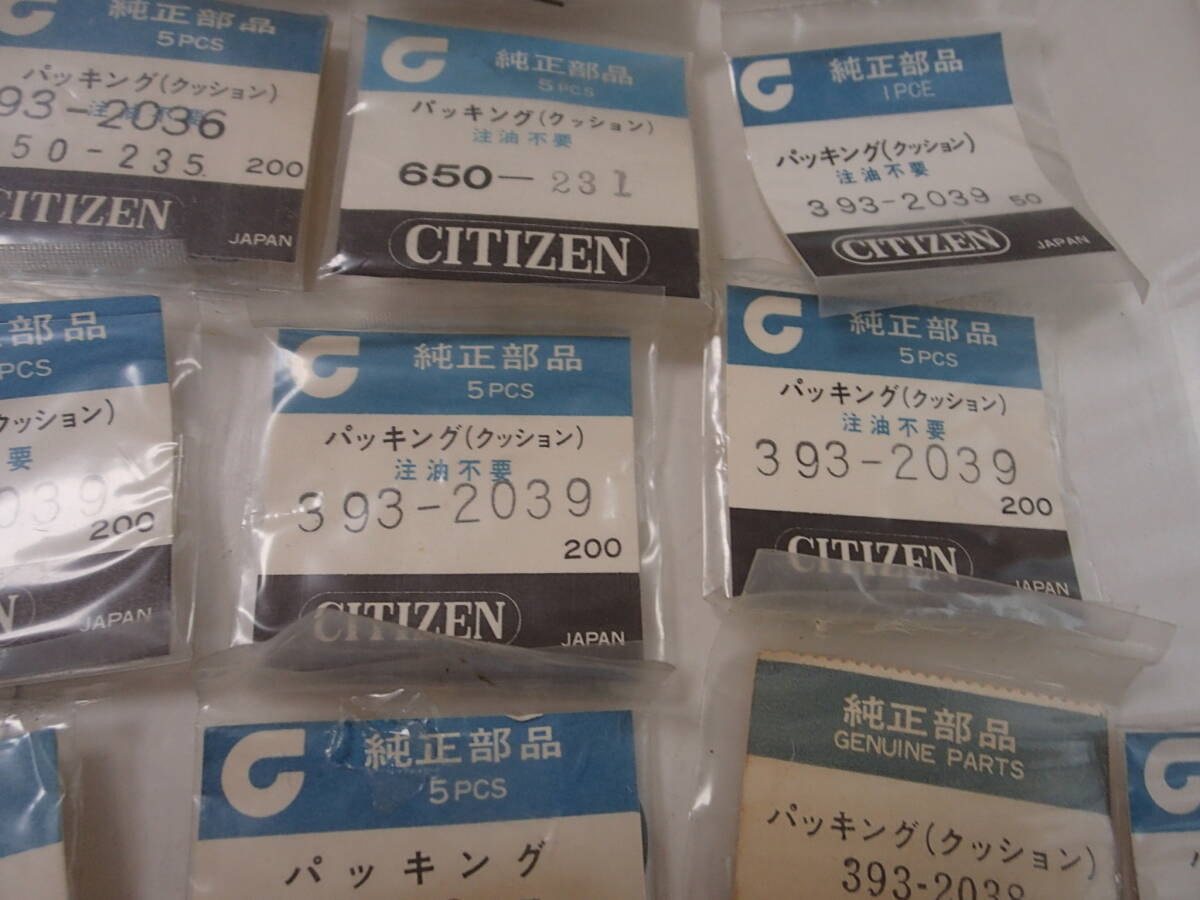 純正部品
5PCS
パッキング(クッション)
注油不要
93-2036
50-235 200
CITIZEN
JAPAN
純正部品
5PCS
パッキング(クッション)
注油不要
650-231
CITIZEN
純正部品
1PCE
パッキング(クッション)
注油不要
393-2039 50
CITIZEN
JAPAN
部品
PCS
クッション)
要
039
200
N
JAPAN
純正部品
5PCS
パッキング(クッション)
注油不要
393-2039
200
CITIZEN
JAPAN
純正部品
5PCS
パッキング(クッション)
注油不要
393-2039
200
CITIZEN
JAPAN
純正部品
5PCS
パッキング
純正部品
GENUINE PARTS
パッキング(クッション)
393-2038